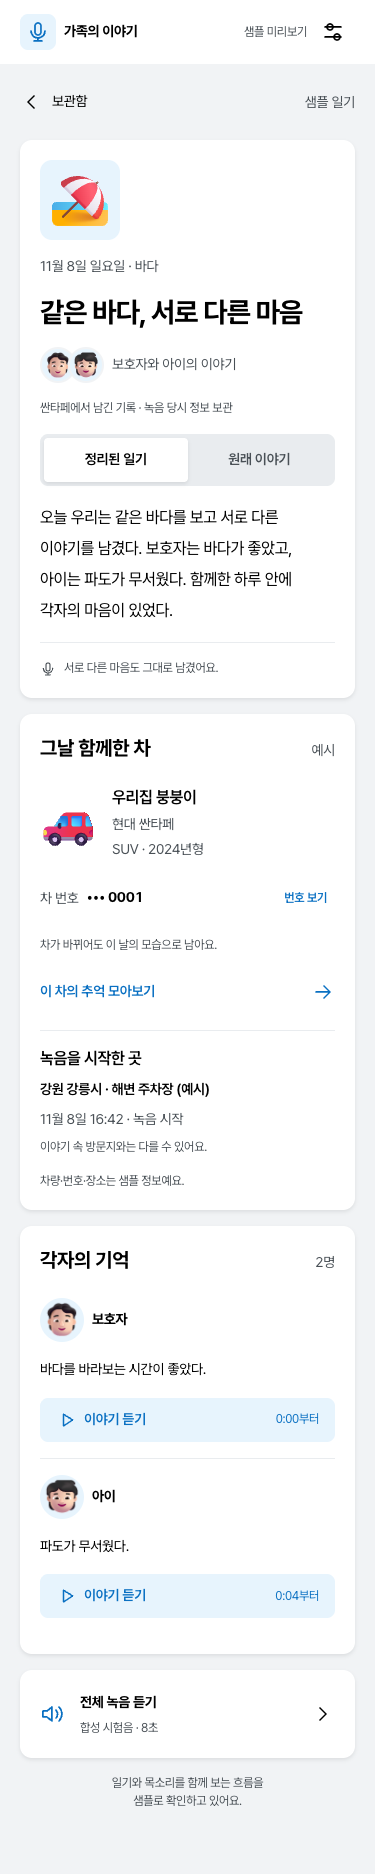 가족의 이야기
샘플 미리보기
보관함
샘플 일기
11월 8일 일요일 · 바다
같은 바다, 서로 다른 마음
보호자와 아이의 이야기
싼타페에서 남긴 기록 · 녹음 당시 정보 보관
정리된 일기
원래 이야기
오늘 우리는 같은 바다를 보고 서로 다른
이야기를 남겼다. 보호자는 바다가 좋았고,
아이는 파도가 무서웠다. 함께한 하루 안에
각자의 마음이 있었다.
서로 다른 마음도 그대로 남겼어요.
그날 함께한 차
예시
우리집 붕붕이
현대 싼타페
SUV · 2024년형
차 번호 ••• 0001
번호 보기
차가 바뀌어도 이 날의 모습으로 남아요.
이 차의 추억 모아보기
녹음을 시작한 곳
강원 강릉시 · 해변 주차장 (예시)
11월 8일 16:42 · 녹음 시작
이야기 속 방문지와는 다를 수 있어요.
차량·번호·장소는 샘플 정보예요.
각자의 기억
2명
보호자
바다를 바라보는 시간이 좋았다.
이야기 듣기
0:00부터
아이
파도가 무서웠다.
이야기 듣기
0:04부터
전체 녹음 듣기
합성 시험음 · 8초
일기와 목소리를 함께 보는 흐름을
샘플로 확인하고 있어요.